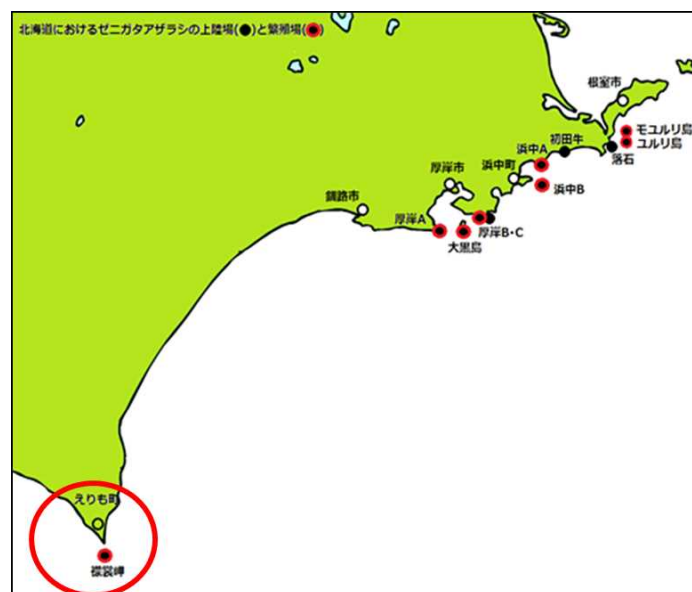 北海道におけるゼニガタアザラシの上陸場(●)と繁殖場(●)
根室市
モユルリ島
ユルリ島
初田牛
落石
浜中A
厚岸市
浜中町
浜中B
釧路市
厚岸A
厚岸B・C
大黒島
えりも町
襟裳岬